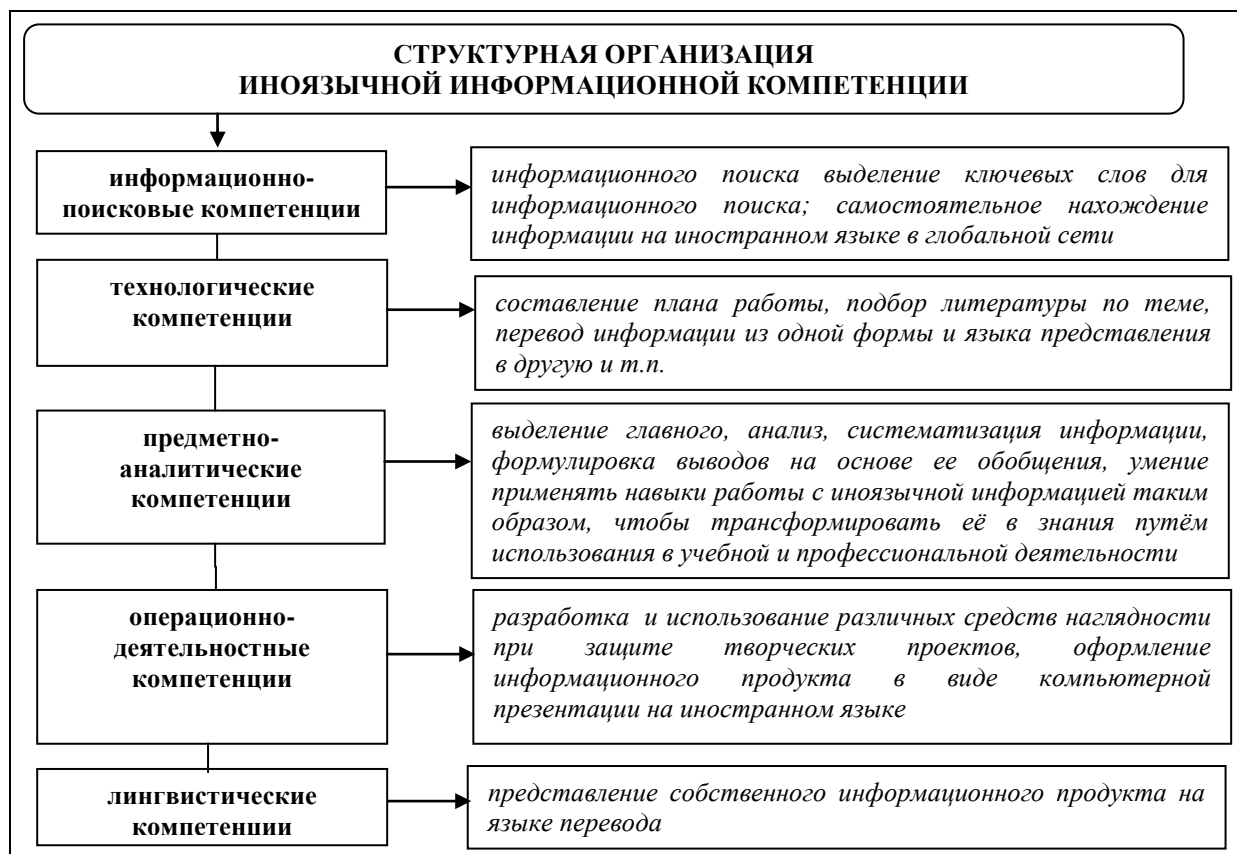 СТРУКТУРНАЯ ОРГАНИЗАЦИЯ
ИНОЯЗЫЧНОЙ ИНФОРМАЦИОННОЙ КОМПЕТЕНЦИИ
информационно-
поисковые компетенции
информационного поиска выделение ключевых слов для
информационного поиска; самостоятельное нахождение
информации на иностранном языке в глобальной сети
технологические
компетенции
составление плана работы, подбор литературы по теме,
перевод информации из одной формы и языка представления
в другую и т.п.
предметно-
аналитические
компетенции
выделение главного, анализ, систематизация информации,
формулировка выводов на основе ее обобщения, умение
применять навыки работы с иноязычной информацией таким
образом, чтобы трансформировать её в знания путём
использования в учебной и профессиональной деятельности
операционно-
деятельностные
компетенции
разработка и использование различных средств наглядности
при защите творческих проектов, оформление
информационного продукта в виде компьютерной
презентации на иностранном языке
лингвистические
компетенции
представление собственного информационного продукта на
языке перевода